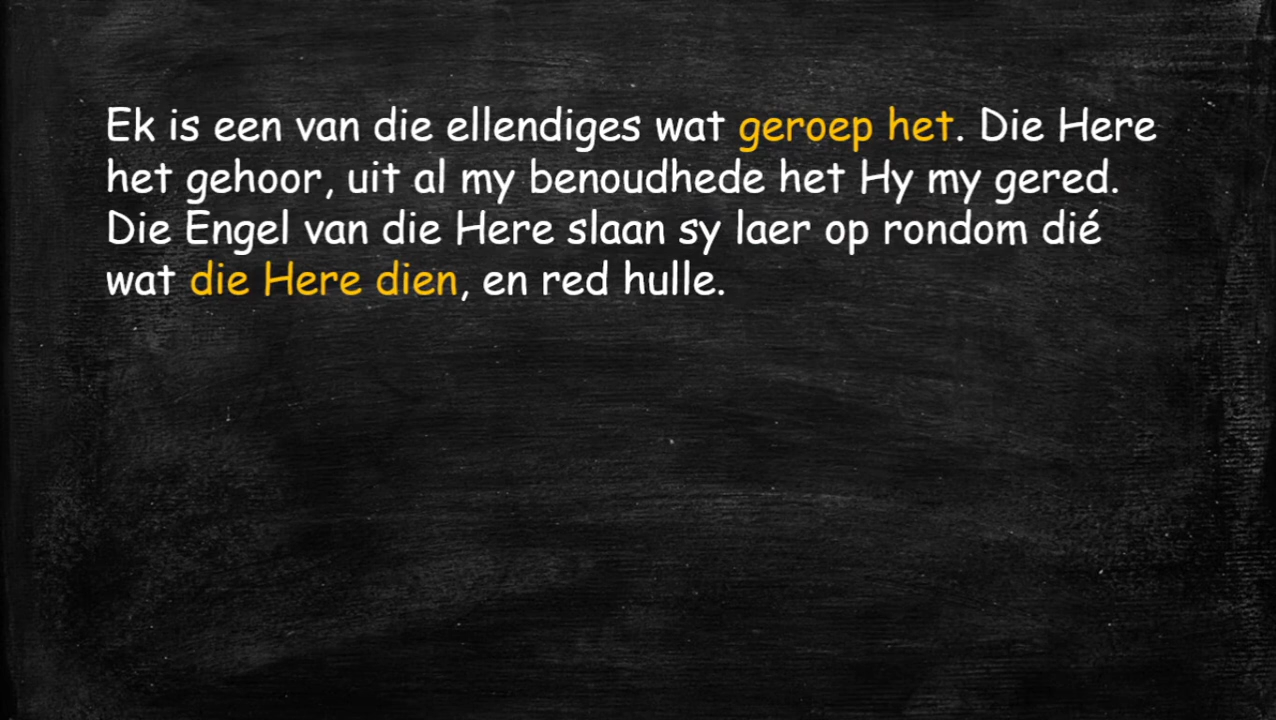 Ek is een van die ellendiges wat geroep het. Die Here
het gehoor, uit al my benoudhede het Hy my gered.
Die Engel van die Here slaan sy laer op rondom dié
wat die Here dien, en red hulle.